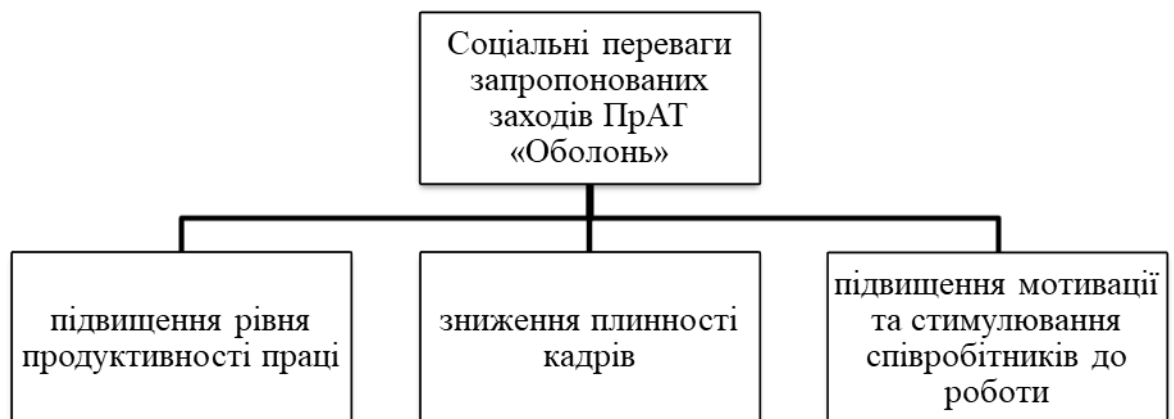 Соціальні переваги
запропонованих
заходів ПрАТ
«Оболонь»
підвищення рівня
продуктивності праці
зниження плинності
кадрів
підвищення мотивації
та стимулювання
співробітників до
роботи